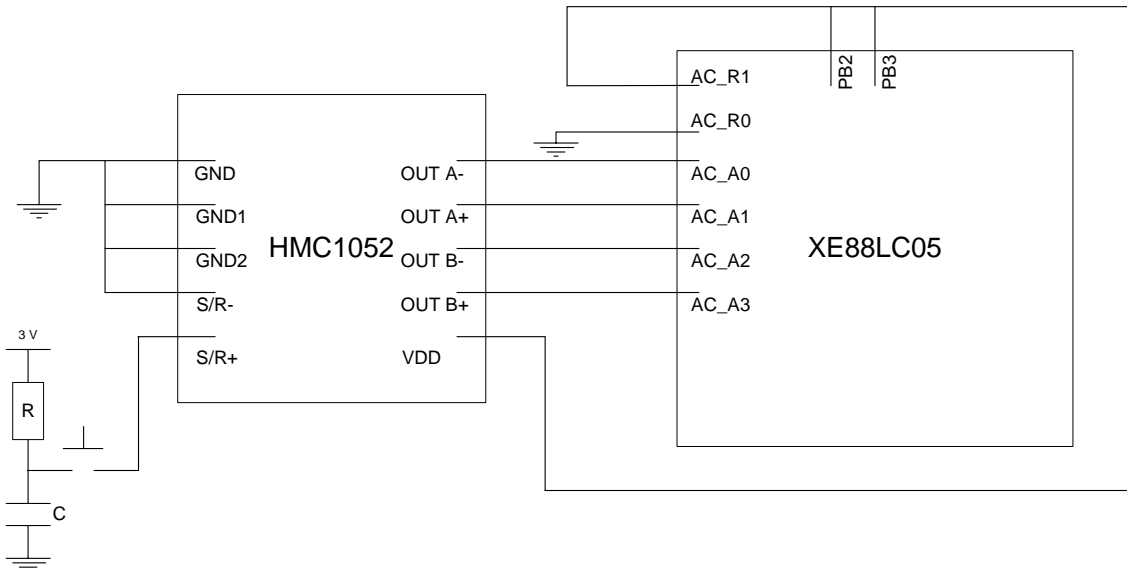 PB2
PB3
AC_R1
AC_R0
GND
OUT A-
AC_A0
GND1
OUT A+
AC_A1
HMC1052
XE88LC05
GND2
OUT B-
AC_A2
S/R-
OUT B+
AC_A3
3 V
S/R+
VDD
R
C